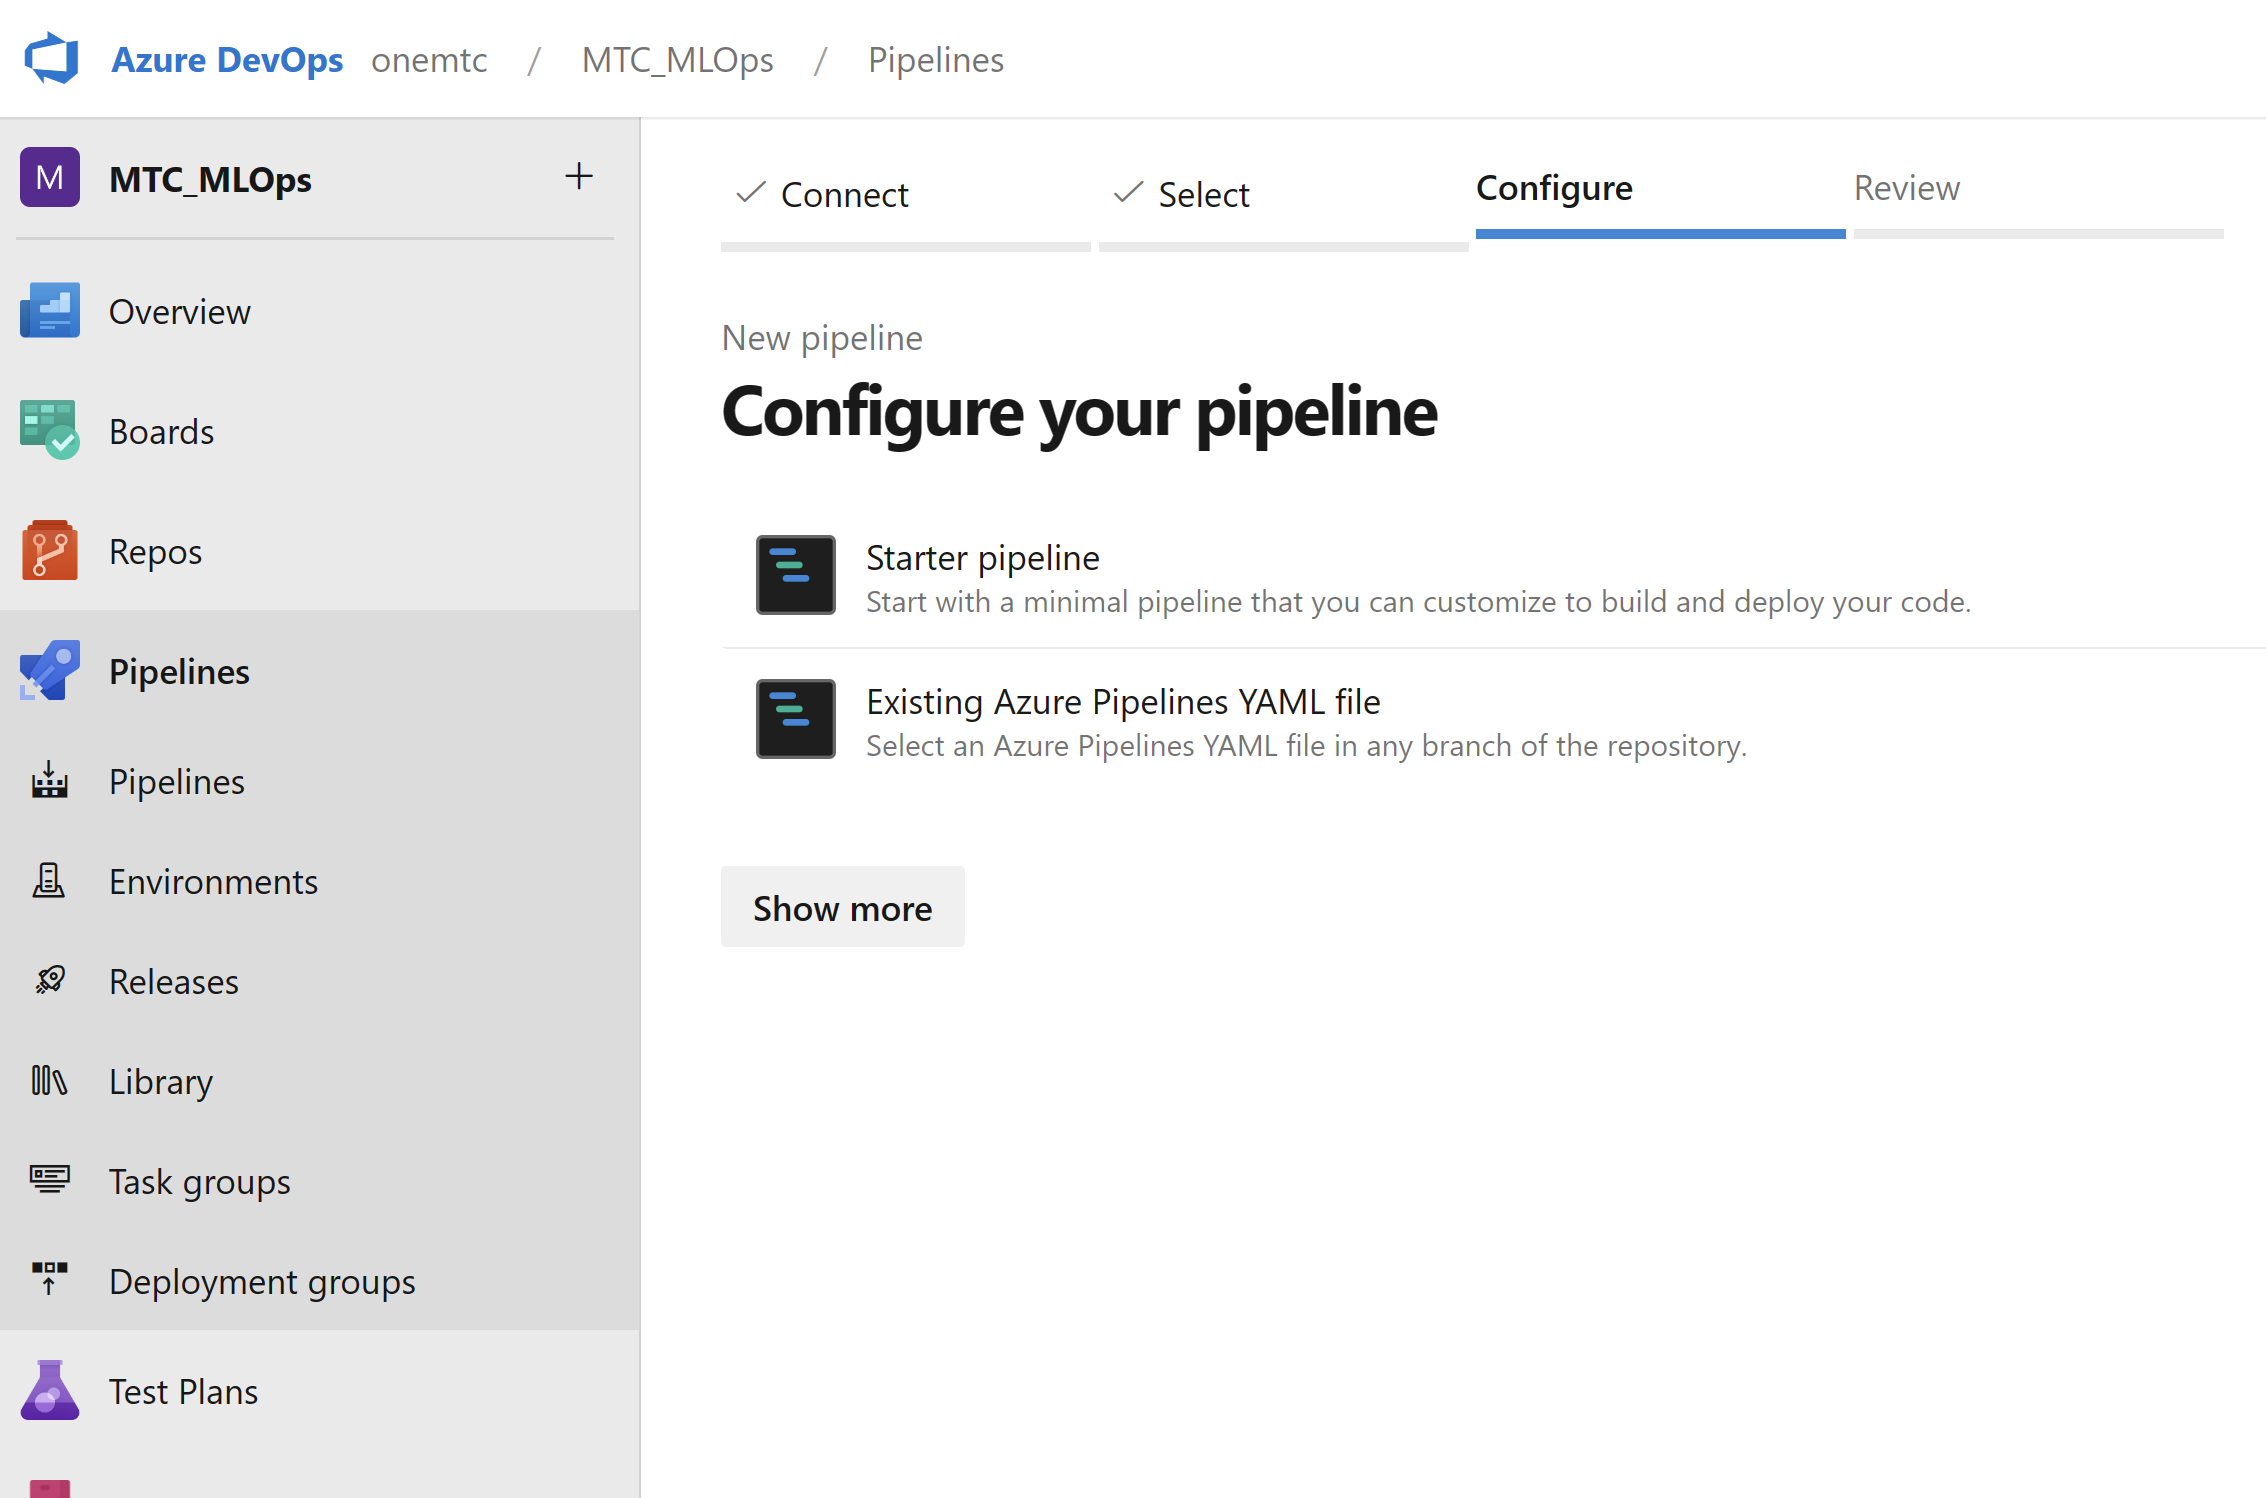 Azure DevOps onemtc / MTC_MLOps / Pipelines
M MTC_MLOps +
Overview
Boards
Repos
Pipelines
Pipelines
Environments
Releases
Library
Task groups
Deployment groups
Test Plans
Connect Select Configure Review
New pipeline
Configure your pipeline
Starter pipeline
Start with a minimal pipeline that you can customize to build and deploy your code.
Existing Azure Pipelines YAML file
Select an Azure Pipelines YAML file in any branch of the repository.
Show more